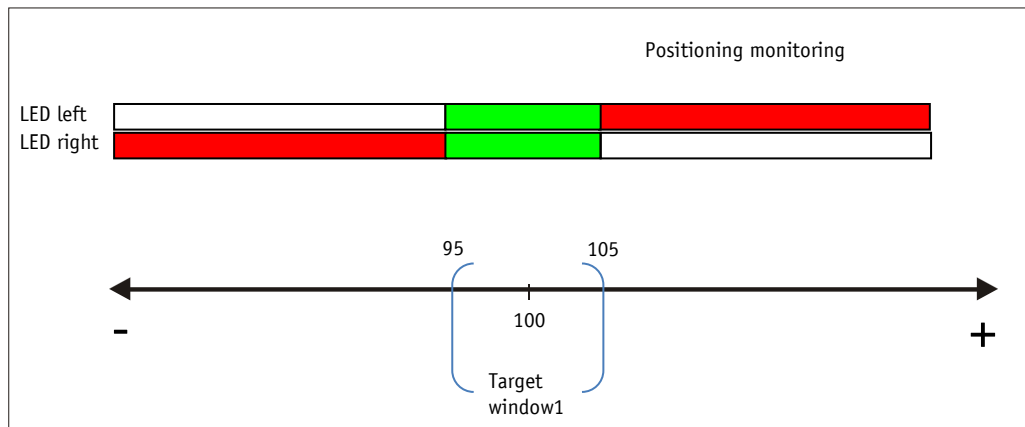 Positioning monitoring
LED left
LED right
95
105
100
-
+
Target
window1